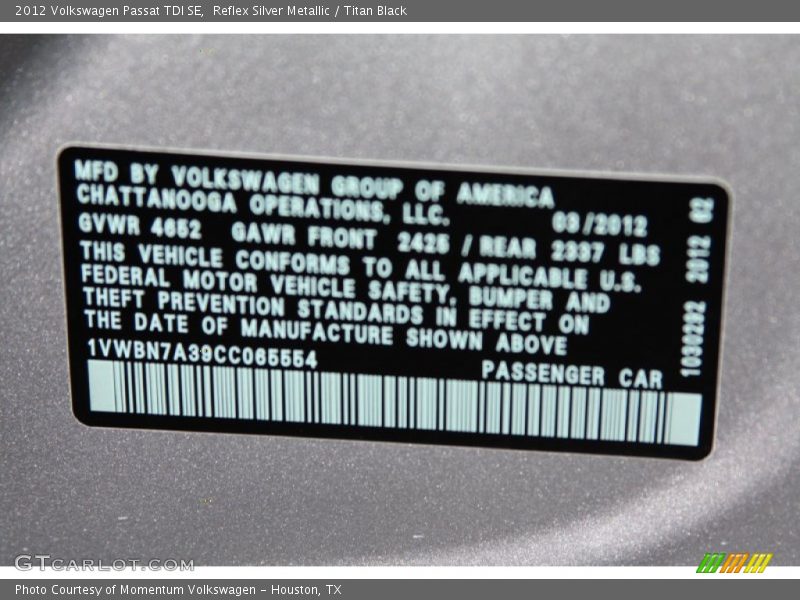 2012 Volkswagen Passat TDI SE,  Reflex Silver Metallic / Titan Black
MFD BY VOLKSWAGEN GROUP OF AMERICA
CHATTANOOGA OPERATIONS, LLC.
03/2012
GVWR 4652 GAWR FRONT 2425 / REAR 2337 LBS
THIS VEHICLE CONFORMS TO ALL APPLICABLE U.S.
FEDERAL MOTOR VEHICLE SAFETY, BUMPER AND
THEFT PREVENTION STANDARDS IN EFFECT ON
THE DATE OF MANUFACTURE SHOWN ABOVE
1VWBN7A39CC065554
PASSENGER CAR
1030282 2012 02
GTCARLOT.COM
Photo Courtesy of Momentum Volkswagen – Houston, TX